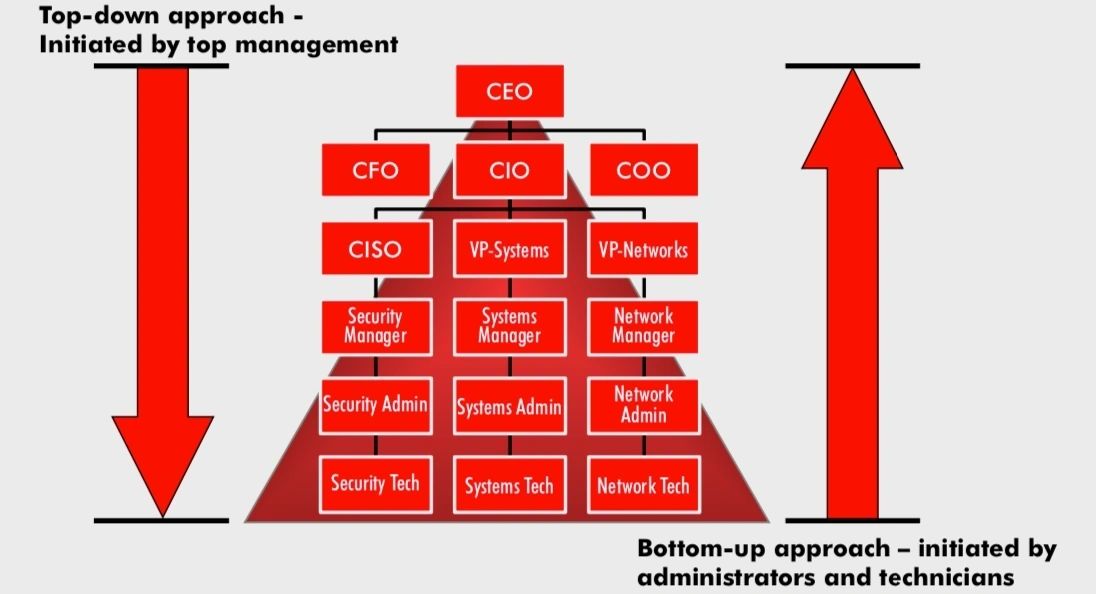 Top-down approach -
Initiated by top management
CEO
CFO
CIO
COO
CISO
VP-Systems
VP-Networks
Security
Manager
Systems
Manager
Network
Manager
Security Admin
Systems Admin
Network
Admin
Security Tech
Systems Tech
Network Tech
Bottom-up approach – initiated by
administrators and technicians